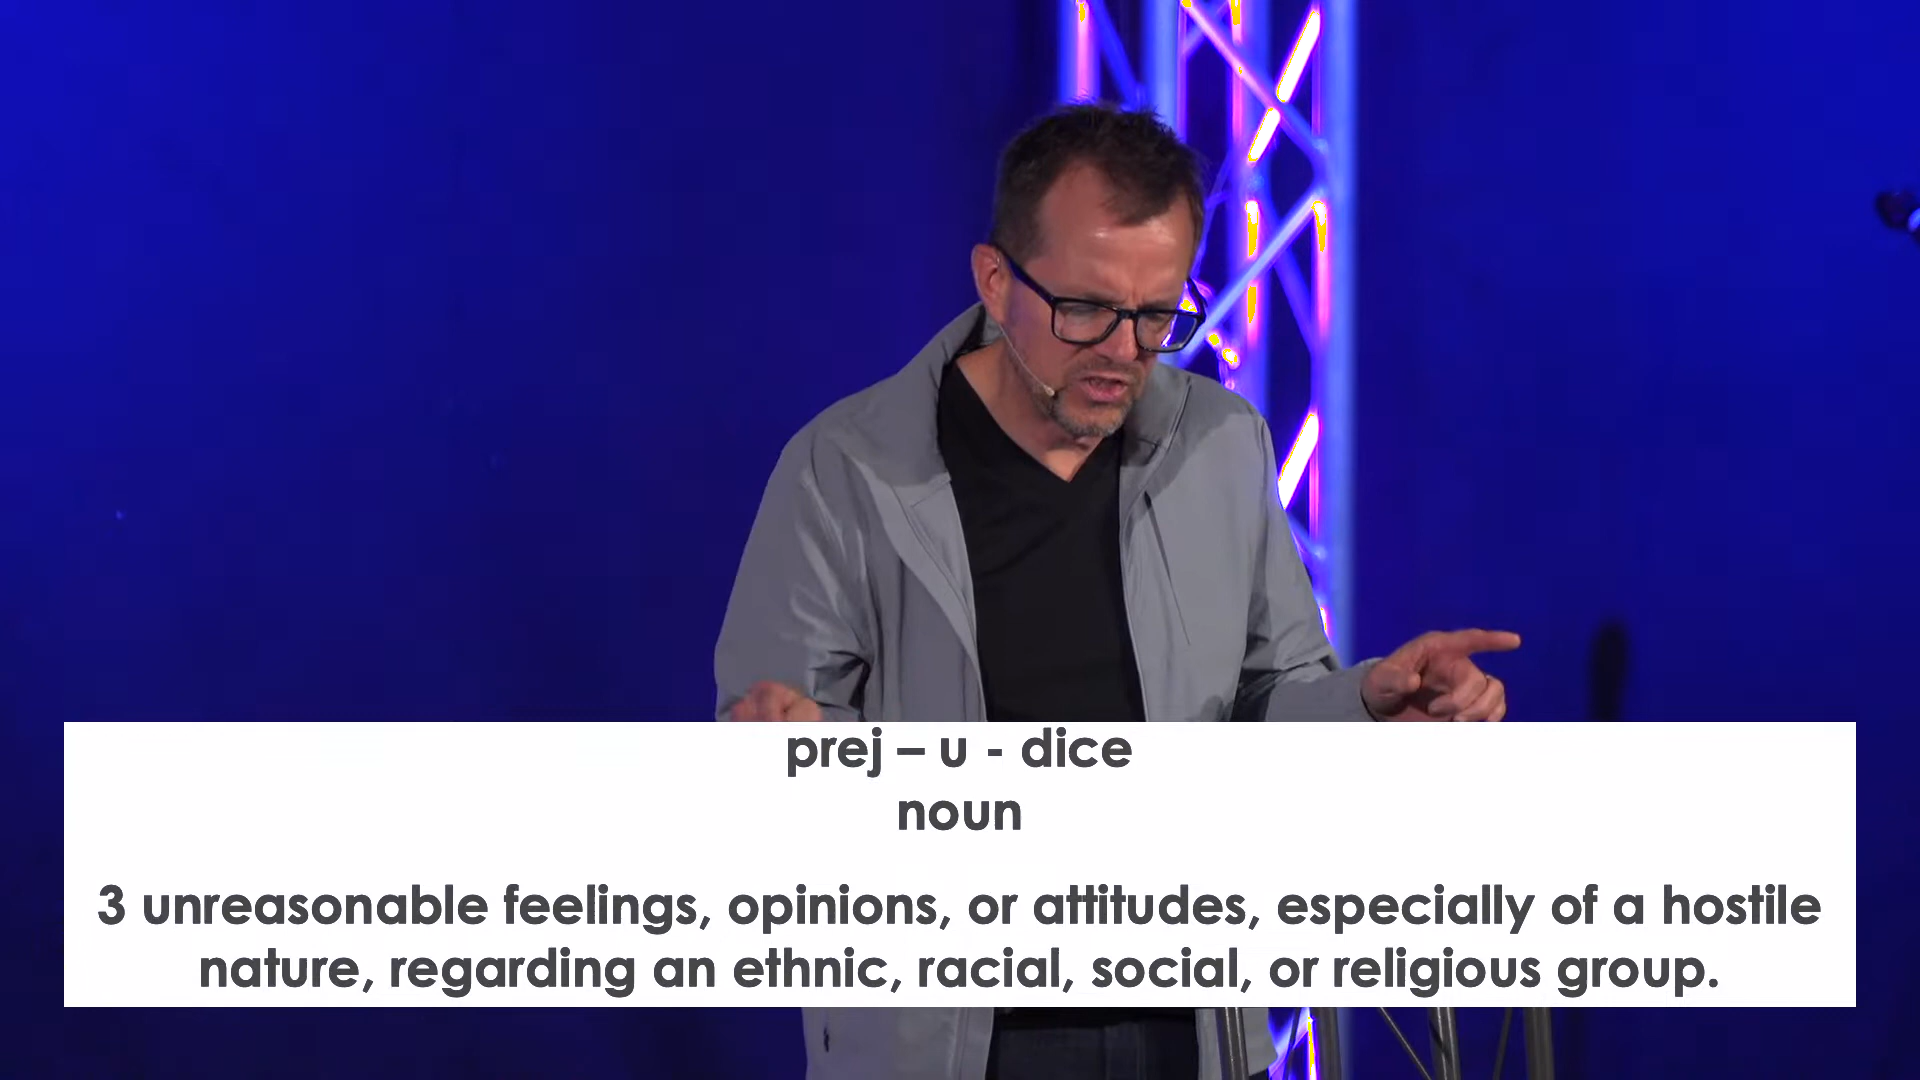 prej – u - dice
noun
3 unreasonable feelings, opinions, or attitudes, especially of a hostile
nature, regarding an ethnic, racial, social, or religious group.